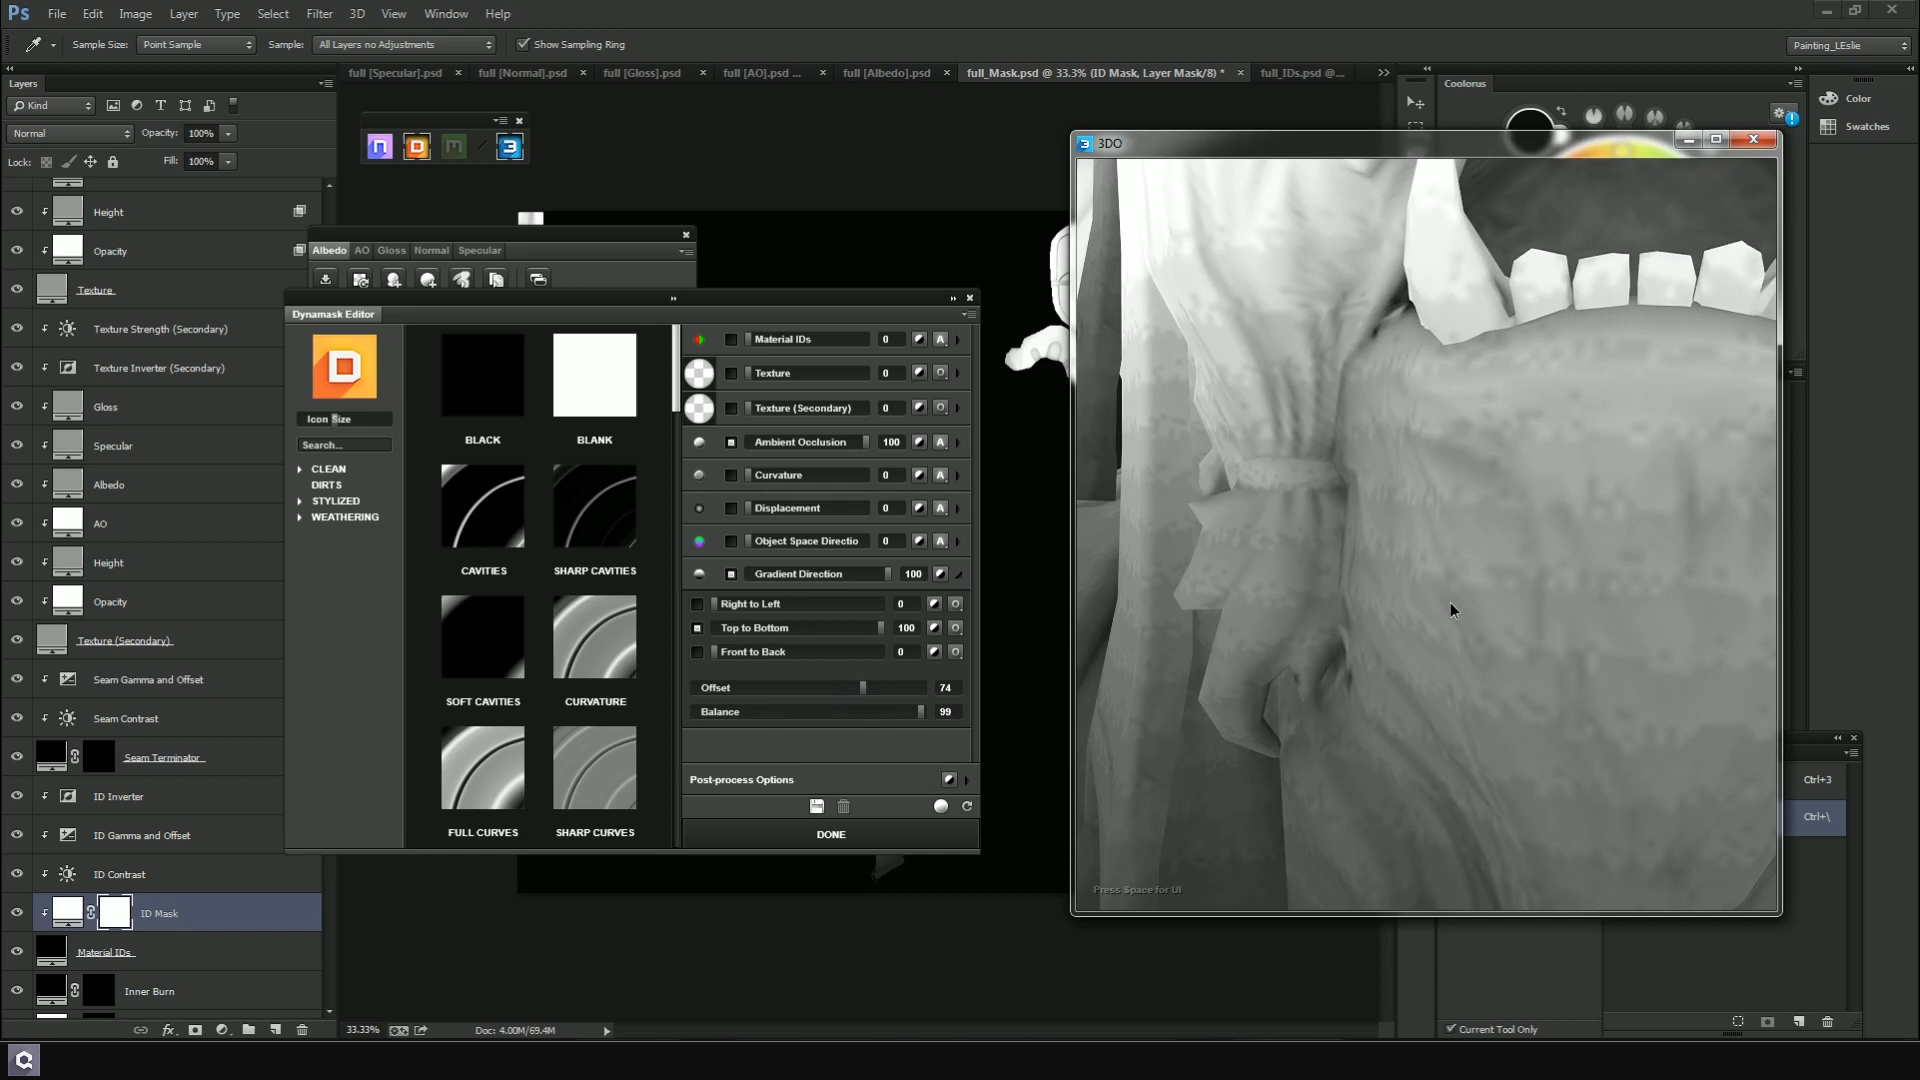 Ps File Edit Image Layer Type Select Filter 3D View Window Help
Sample Size: Point Sample Sample: All Layers no Adjustments Show Sampling Ring Painting_LEslie
Layers
full [Specular].psd full [Normal].psd full [Gloss].psd full [AO].psd ... full [Albedo].psd full_Mask.psd @ 33.3% (ID Mask, Layer Mask/8) * full_IDs.psd @...
Coolorus
Color
Swatches
Kind
Normal Opacity: 100%
Lock: Fill: 100%
3DO
Height
Opacity
Texture
Texture Strength (Secondary)
Texture Inverter (Secondary)
Gloss
Specular
Albedo
AO
Height
Opacity
Texture (Secondary)
Seam Gamma and Offset
Seam Contrast
Seam Terminator
ID Inverter
ID Gamma and Offset
ID Contrast
ID Mask
Material IDs
Inner Burn
Albedo AO Gloss Normal Specular
Dynamask Editor
Icon Size
Search...
CLEAN
DIRTS
STYLIZED
WEATHERING
BLACK
BLANK
CAVITIES
SHARP CAVITIES
SOFT CAVITIES
CURVATURE
FULL CURVES
SHARP CURVES
Material IDs 0 A
Texture 0
Texture (Secondary) 0
Ambient Occlusion 100 A
Curvature 0 A
Displacement 0 A
Object Space Directio 0 A
Gradient Direction 100
Right to Left 0
Top to Bottom 100
Front to Back 0
Offset 74
Balance 99
Post-process Options
DONE
Press Space for UI
Ctrl+3
Ctrl+\
33.33% Doc: 4.00M/69.4M
Current Tool Only